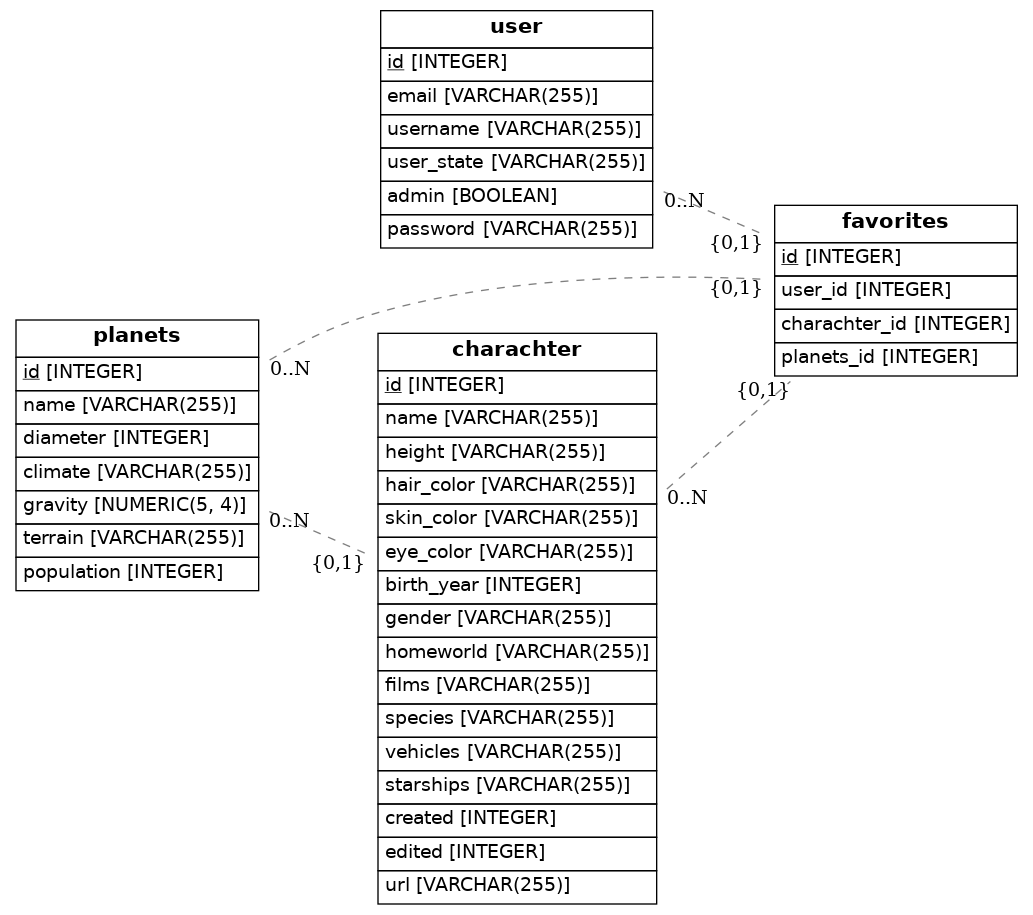 user
id [INTEGER]
email [VARCHAR(255)]
username [VARCHAR(255)]
user_state [VARCHAR(255)]
admin [BOOLEAN]
password [VARCHAR(255)]
0..N
{0,1}
favorites
id [INTEGER]
user_id [INTEGER]
charachter_id [INTEGER]
planets_id [INTEGER]
{0,1}
0..N
{0,1}
0..N
planets
id [INTEGER]
name [VARCHAR(255)]
diameter [INTEGER]
climate [VARCHAR(255)]
gravity [NUMERIC(5, 4)]
terrain [VARCHAR(255)]
population [INTEGER]
0..N
{0,1}
charachter
id [INTEGER]
name [VARCHAR(255)]
height [VARCHAR(255)]
hair_color [VARCHAR(255)]
skin_color [VARCHAR(255)]
eye_color [VARCHAR(255)]
birth_year [INTEGER]
gender [VARCHAR(255)]
homeworld [VARCHAR(255)]
films [VARCHAR(255)]
species [VARCHAR(255)]
vehicles [VARCHAR(255)]
starships [VARCHAR(255)]
created [INTEGER]
edited [INTEGER]
url [VARCHAR(255)]